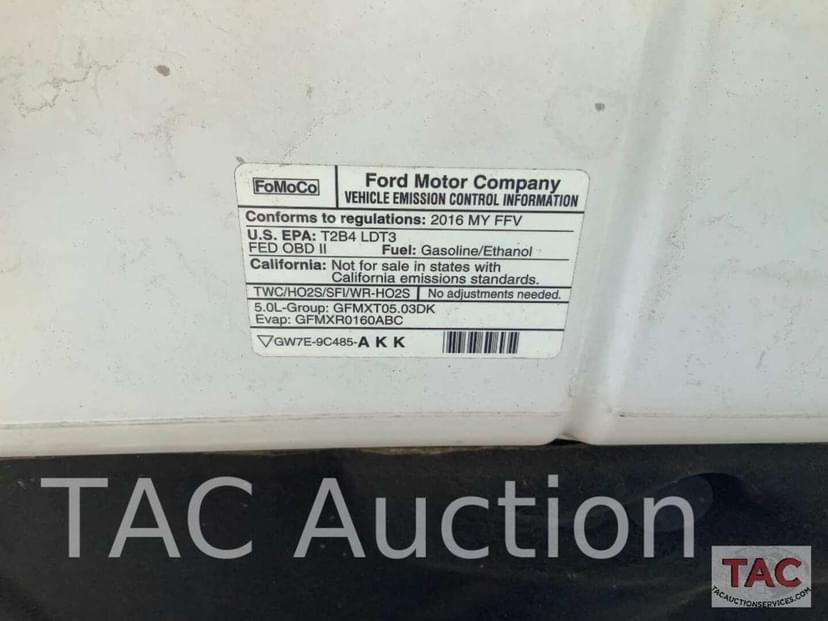 FoMoCo
Ford Motor Company
VEHICLE EMISSION CONTROL INFORMATION
Conforms to regulations: 2016 MY FFV
U.S. EPA: T2B4 LDT3
FED OBD II Fuel: Gasoline/Ethanol
California: Not for sale in states with
California emissions standards.
TWC/HO2S/SFI/WR-HO2S No adjustments needed.
5.0L-Group: GFMXT05.03DK
Evap: GFMXR0160ABC
GW7E-9C485-A K K
TAC Auction
TAC
TACAUCTIONSERVICES.COM